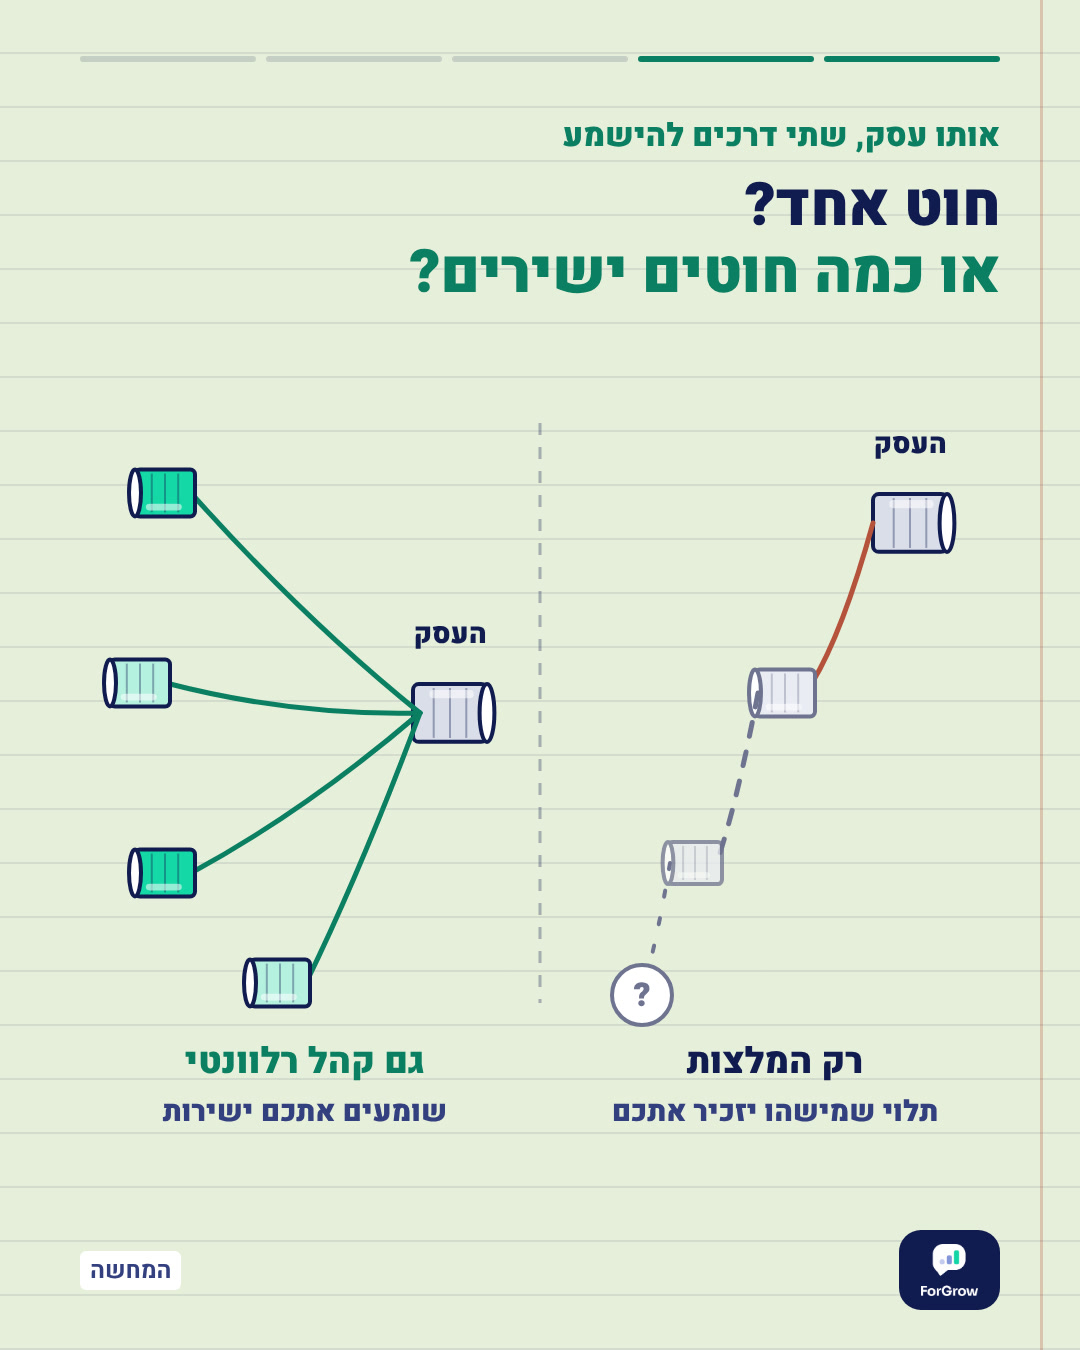 אותו עסק, שתי דרכים להישמע
חוט אחד?
או כמה חוטים ישירים?
העסק
העסק
?
רק המלצות
תלוי שמישהו יזכיר אתכם
גם קהל רלוונטי
שומעים אתכם ישירות
ForGrow
המחשה